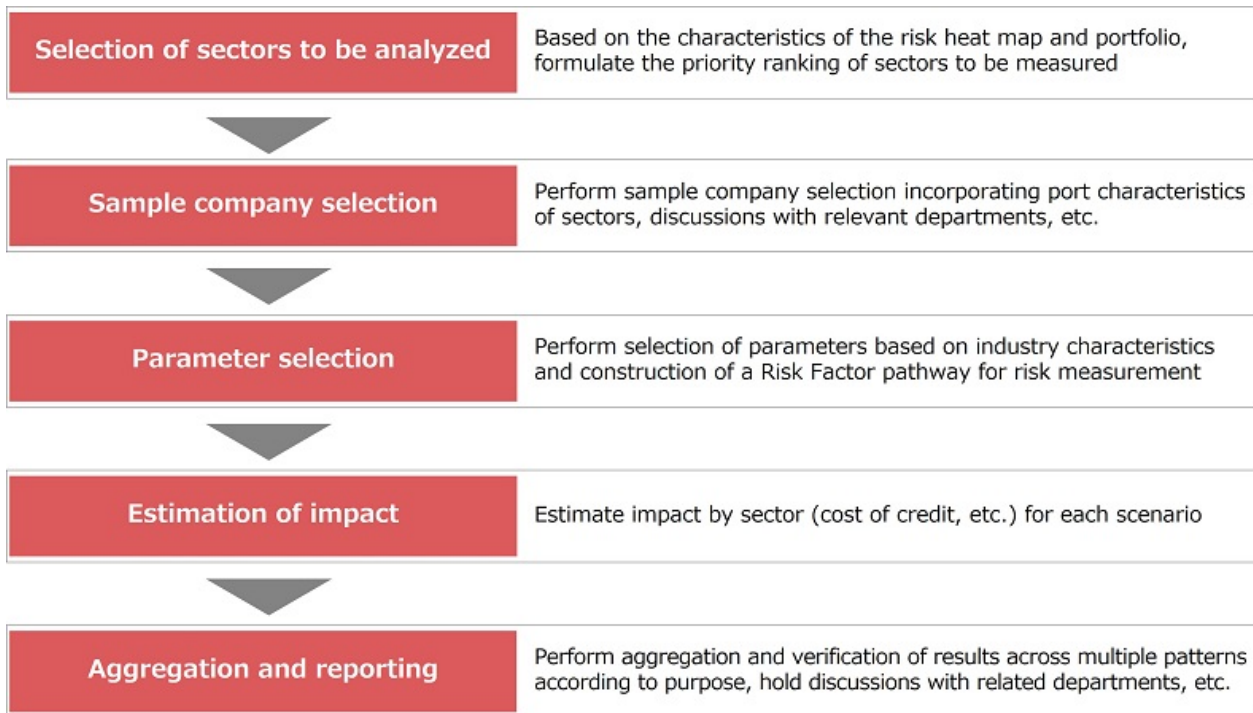 Selection of sectors to be analyzed
Based on the characteristics of the risk heat map and portfolio,
formulate the priority ranking of sectors to be measured
Sample company selection
Perform sample company selection incorporating port characteristics
of sectors, discussions with relevant departments, etc.
Parameter selection
Perform selection of parameters based on industry characteristics
and construction of a Risk Factor pathway for risk measurement
Estimation of impact
Estimate impact by sector (cost of credit, etc.) for each scenario
Aggregation and reporting
Perform aggregation and verification of results across multiple patterns
according to purpose, hold discussions with related departments, etc.